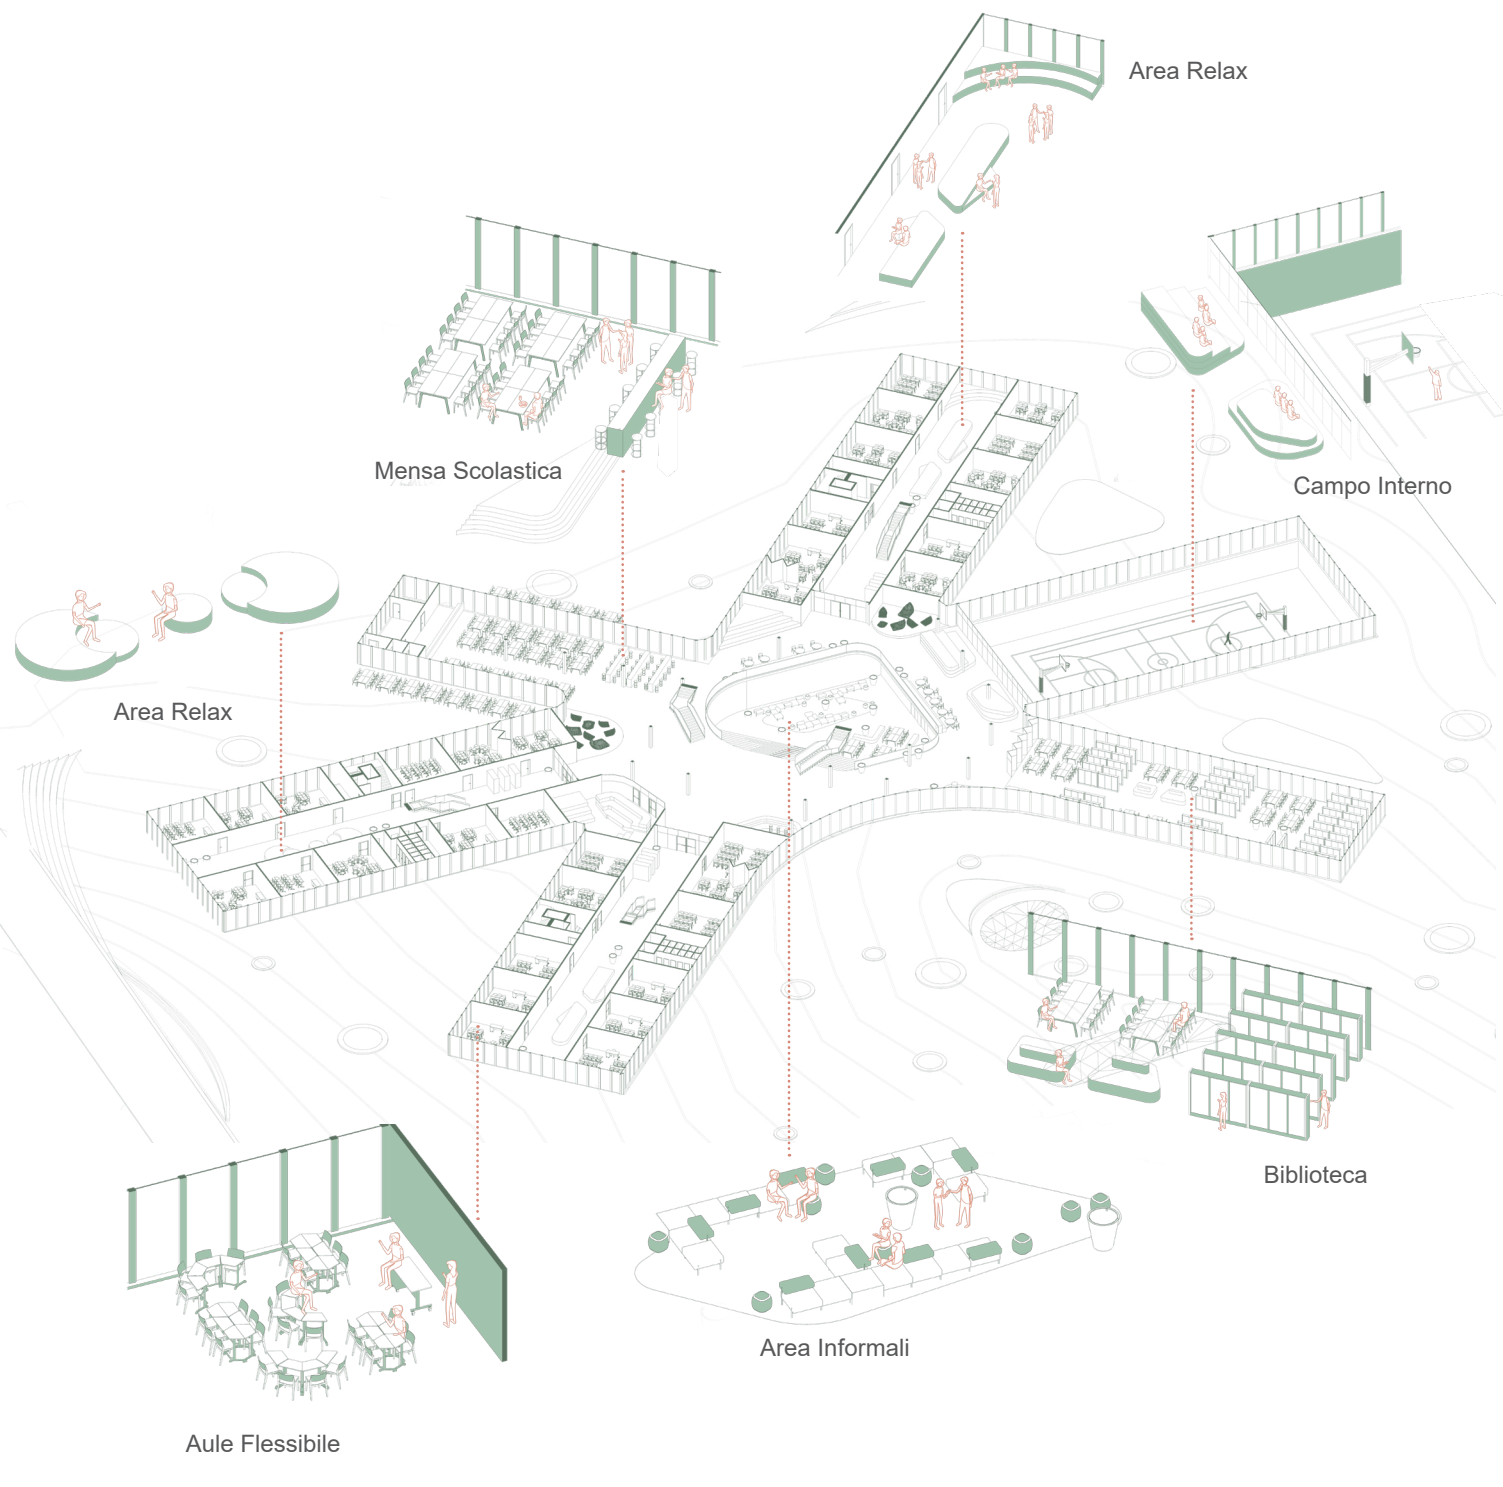 Area Relax
Mensa Scolastica
Campo Interno
Area Relax
Biblioteca
Area Informali
Aule Flessibile